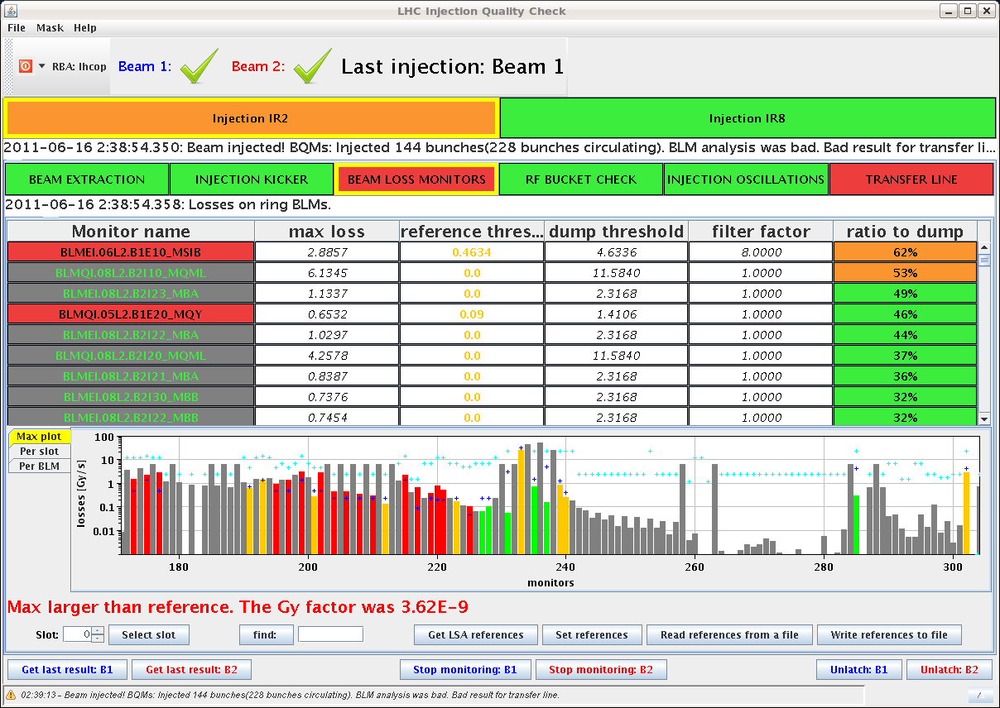 LHC Injection Quality Check
File Mask Help
RBA: lhcop Beam 1: Beam 2: Last injection: Beam 1
Injection IR2 Injection IR8
2011-06-16 2:38:54.350: Beam injected! BQMs: Injected 144 bunches(228 bunches circulating). BLM analysis was bad. Bad result for transfer li...
BEAM EXTRACTION INJECTION KICKER BEAM LOSS MONITORS RF BUCKET CHECK INJECTION OSCILLATIONS TRANSFER LINE
2011-06-16 2:38:54.358: Losses on ring BLMs.
Monitor name max loss reference thres... dump threshold filter factor ratio to dump
BLMEI.06L2.B1E10_MSIB 2.8857 0.4634 4.6336 8.0000 62%
BLMQI.08L2.B2I10_MQML 6.1345 0.0 11.5840 1.0000 53%
BLMEI.08L2.B2I23_MBA 1.1337 0.0 2.3168 1.0000 49%
BLMQI.05L2.B1E20_MQY 0.6532 0.09 1.4106 1.0000 46%
BLMEI.08L2.B2I22_MBA 1.0297 0.0 2.3168 1.0000 44%
BLMQI.08L2.B2I20_MQML 4.2578 0.0 11.5840 1.0000 37%
BLMEI.08L2.B2I21_MBA 0.8387 0.0 2.3168 1.0000 36%
BLMEI.08L2.B2I30_MBB 0.7376 0.0 2.3168 1.0000 32%
BLMEI.08L2.B2I22_MBB 0.7454 0.0 2.3168 1.0000 32%
Max plot
Per slot
Per BLM
losses [Gy/s]
100
10
1
0.1
0.01
180 200 220 240 260 280 300
monitors
Max larger than reference. The Gy factor was 3.62E-9
Slot: 0 Select slot find: Get LSA references Set references Read references from a file Write references to file
Get last result: B1 Get last result: B2 Stop monitoring: B1 Stop monitoring: B2 Unlatch: B1 Unlatch: B2
02:39:13 - Beam injected! BQMs: Injected 144 bunches(228 bunches circulating). BLM analysis was bad. Bad result for transfer line.